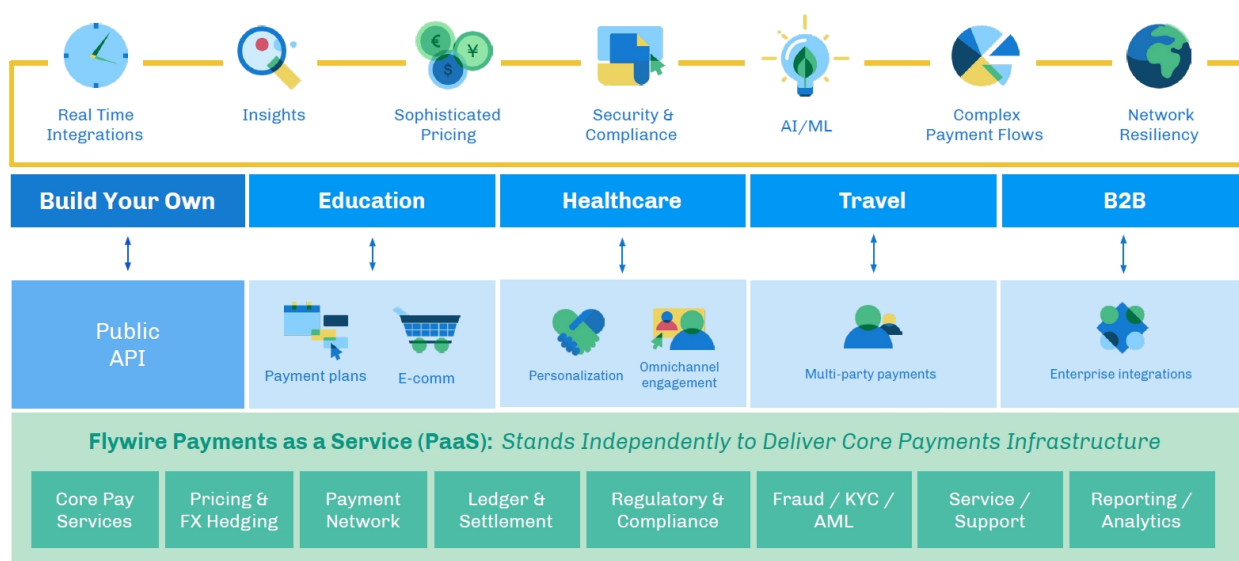 Real Time
Integrations
Insights
Sophisticated
Pricing
Security &
Compliance
AI/ML
Complex
Payment Flows
Network
Resiliency
Build Your Own
Education
Healthcare
Travel
B2B
Public
API
Payment plans
E-comm
Personalization
Omnichannel
engagement
Multi-party payments
Enterprise integrations
Flywire Payments as a Service (PaaS): Stands Independently to Deliver Core Payments Infrastructure
Core Pay
Services
Pricing &
FX Hedging
Payment
Network
Ledger &
Settlement
Regulatory &
Compliance
Fraud / KYC /
AML
Service /
Support
Reporting /
Analytics